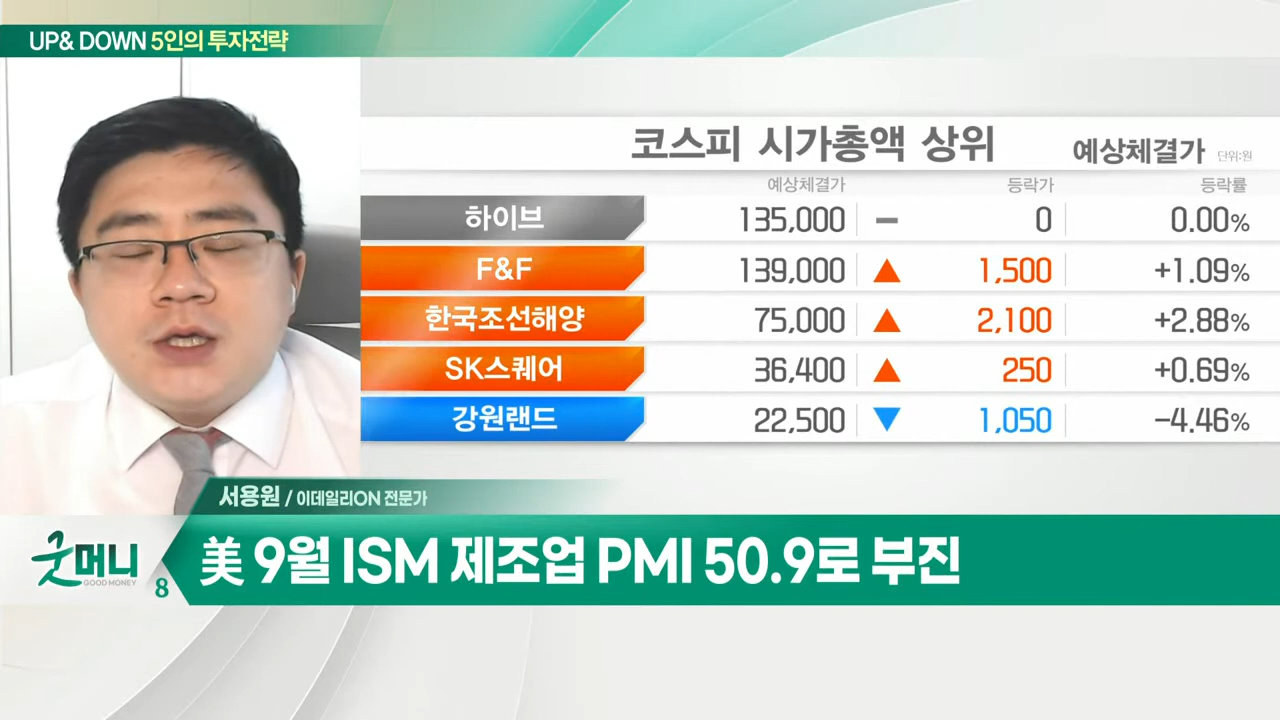 UP& DOWN 5인의 투자전략
코스피 시가총액 상위 예상체결가 단위:원
예상체결가 등락가 등락률
하이브 135,000 0 0.00%
F&F 139,000 ▲ 1,500 +1.09%
한국조선해양 75,000 ▲ 2,100 +2.88%
SK스퀘어 36,400 ▲ 250 +0.69%
강원랜드 22,500 ▼ 1,050 -4.46%
서용원 / 이데일리ON 전문가
굿머니 GOOD MONEY 8
美 9월 ISM 제조업 PMI 50.9로 부진